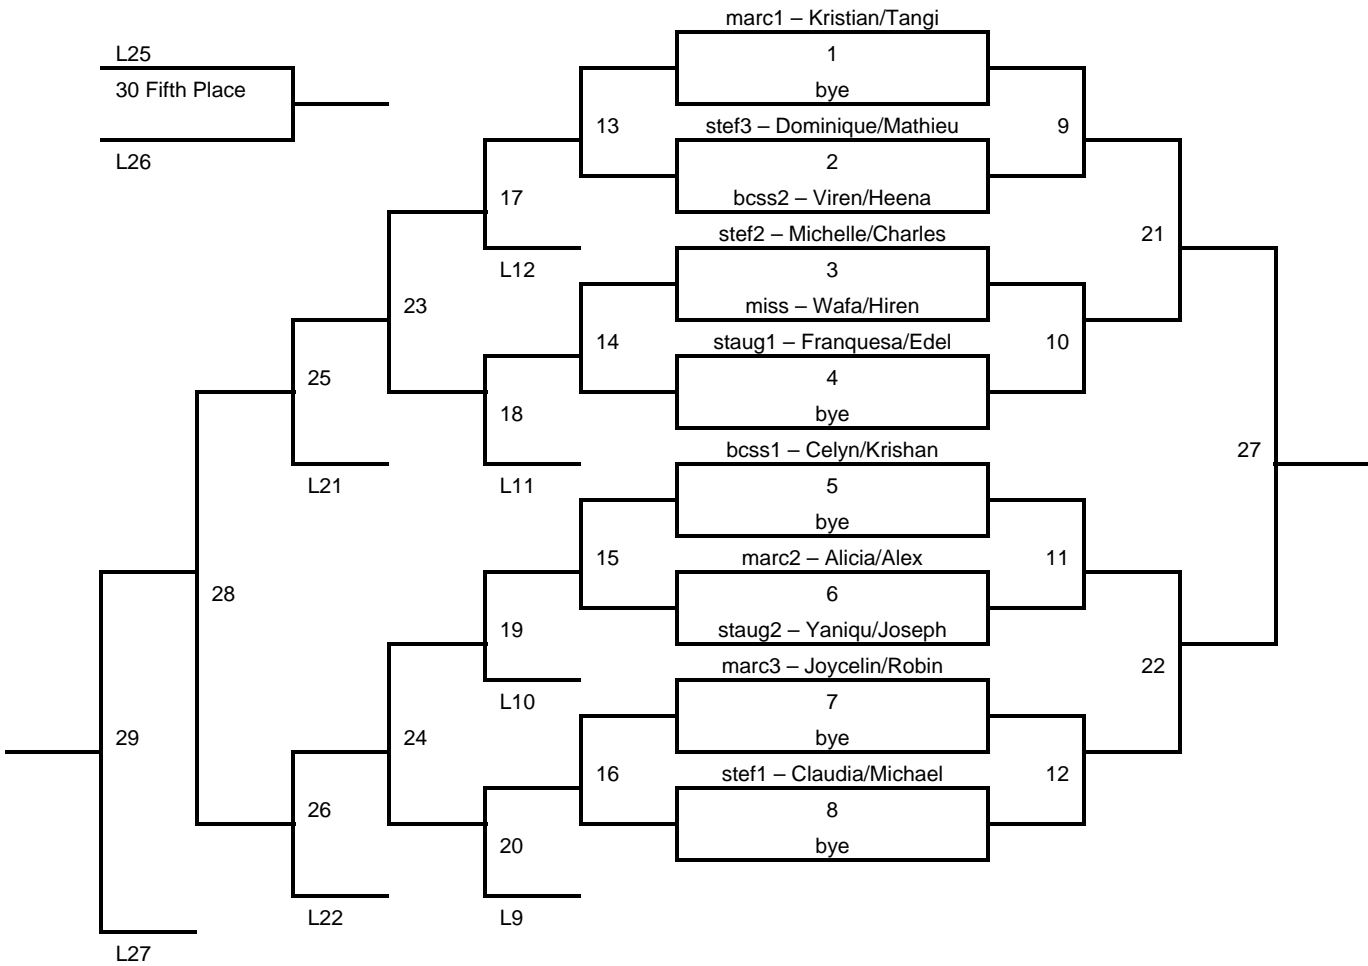 marc1 – Kristian/Tangi
L25
1
30 Fifth Place
bye
13
stef3 – Dominique/Mathieu
9
L26
2
17
bcss2 – Viren/Heena
stef2 – Michelle/Charles
21
L12
3
23
miss – Wafa/Hiren
14
staug1 – Franquesa/Edel
10
25
4
18
bye
bcss1 – Celyn/Krishan
27
L21
L11
5
bye
15
marc2 – Alicia/Alex
11
28
6
19
staug2 – Yaniqu/Joseph
marc3 – Joycelin/Robin
22
L10
7
29
24
bye
16
stef1 – Claudia/Michael
12
26
8
20
bye
L22
L9
L27